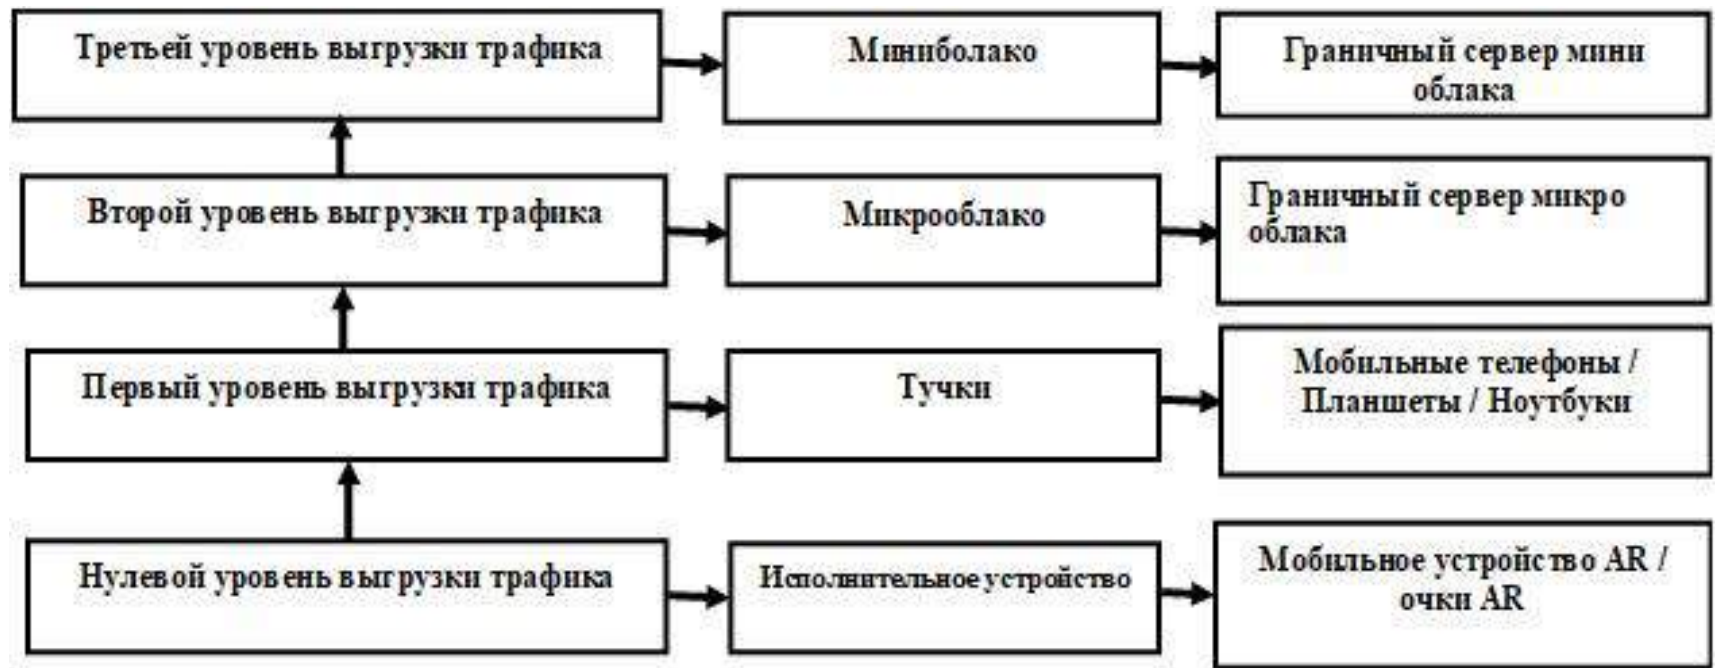 Третьей уровень выгрузки трафика
Миниболако
Граничный сервер мини
облака
Второй уровень выгрузки трафика
Микрооблако
Граничный сервер микро
облака
Первый уровень выгрузки трафика
Тучки
Мобильные телефоны /
Планшеты / Ноутбуки
Нулевой уровень выгрузки трафика
Исполнительное устройство
Мобильное устройство AR /
очки AR